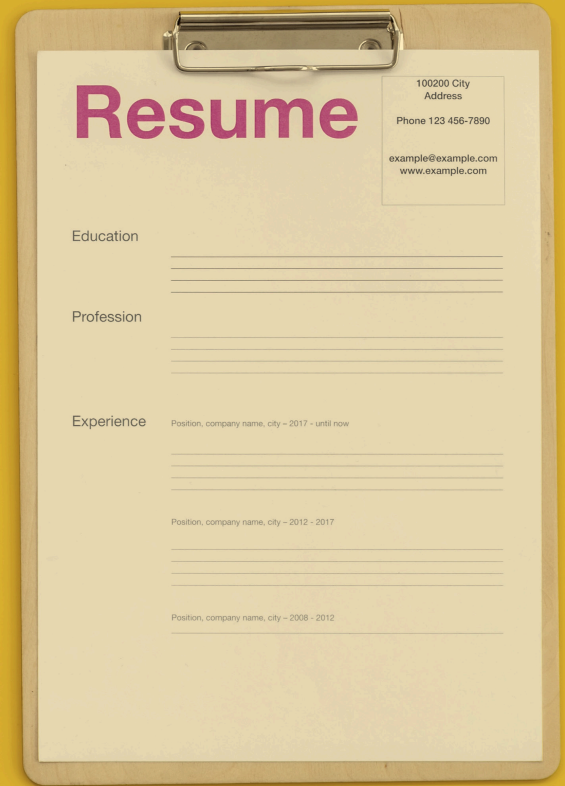 Resume
100200 City
Address
Phone 123 456-7890
example@example.com
www.example.com
Education
Profession
Experience
Position, company name, city – 2017 - until now
Position, company name, city – 2012 - 2017
Position, company name, city – 2008 - 2012